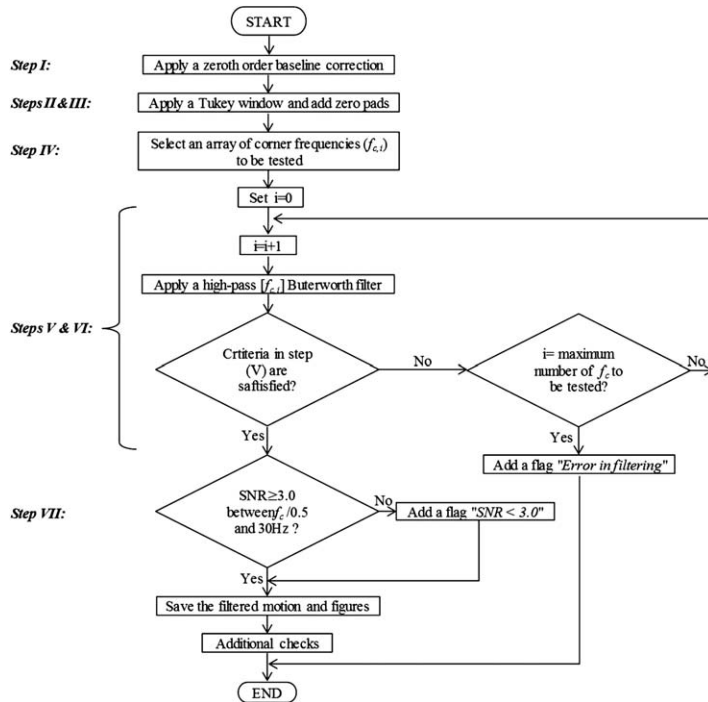 START
Step I:
Apply a zeroth order baseline correction
Steps II & III:
Apply a Tukey window and add zero pads
Step IV:
Select an array of corner frequencies (fc,i)
to be tested
Set i=0
i=i+1
Apply a high-pass [fc,i] Buterworth filter
Steps V & VI:
Crtiteria in step
(V) are
saftisfied?
No
i= maximum
number of fc to
be tested?
No
Yes
Yes
Add a flag "Error in filtering"
Step VII:
SNR≥3.0
between fc/0.5
and 30Hz ?
No
Add a flag "SNR < 3.0"
Yes
Save the filtered motion and figures
Additional checks
END